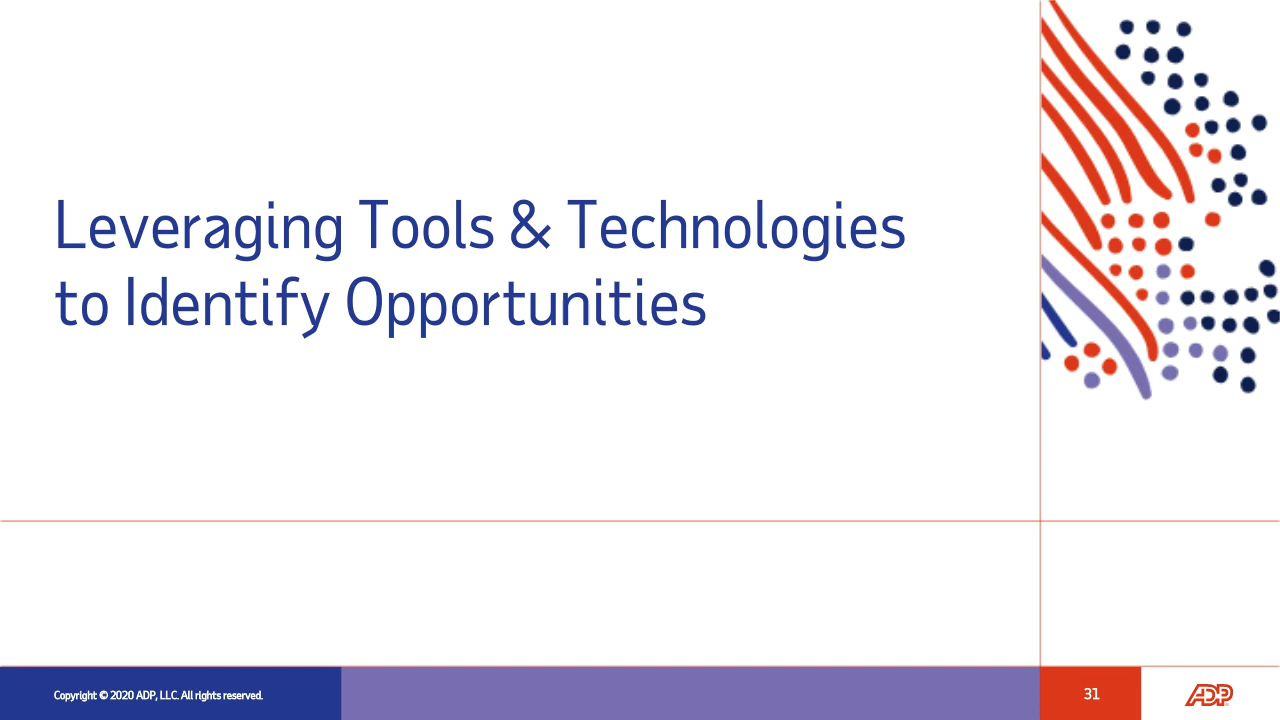 Leveraging Tools & Technologies
to Identify Opportunities
Copyright © 2020 ADP, LLC. All rights reserved.
31
ADP